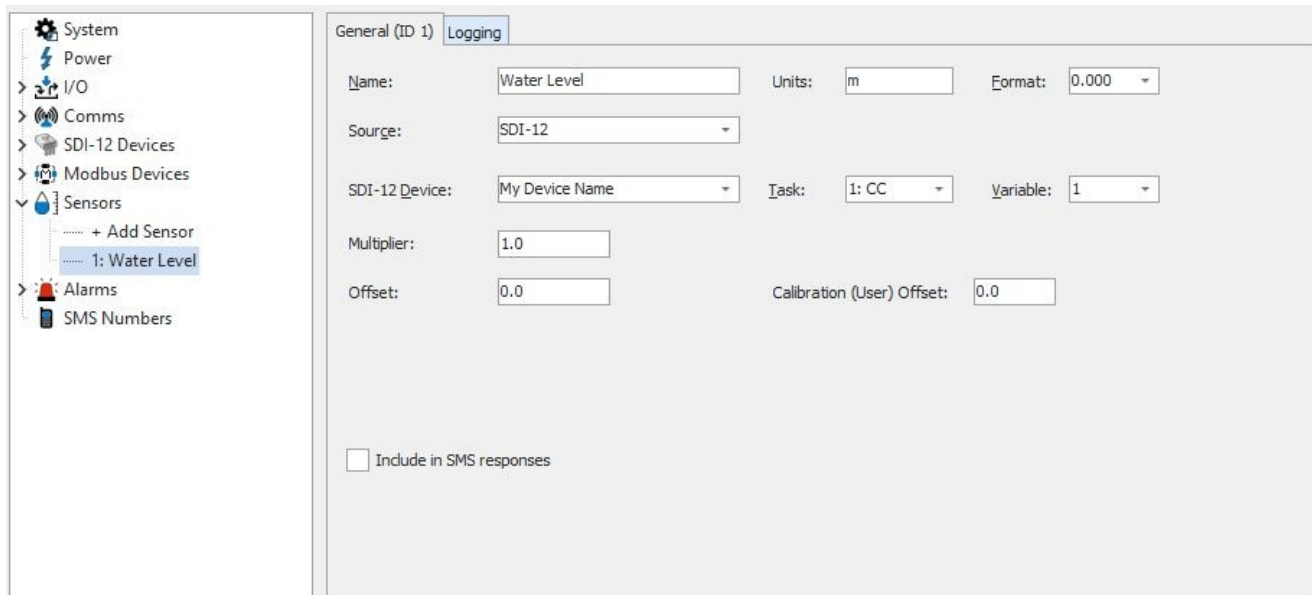 System
Power
I/O
Comms
SDI-12 Devices
Modbus Devices
Sensors
+ Add Sensor
1: Water Level
Alarms
SMS Numbers
General (ID 1) Logging
Name: Water Level Units: m Format: 0.000
Source: SDI-12
SDI-12 Device: My Device Name Task: 1: CC Variable: 1
Multiplier: 1.0
Offset: 0.0 Calibration (User) Offset: 0.0
Include in SMS responses